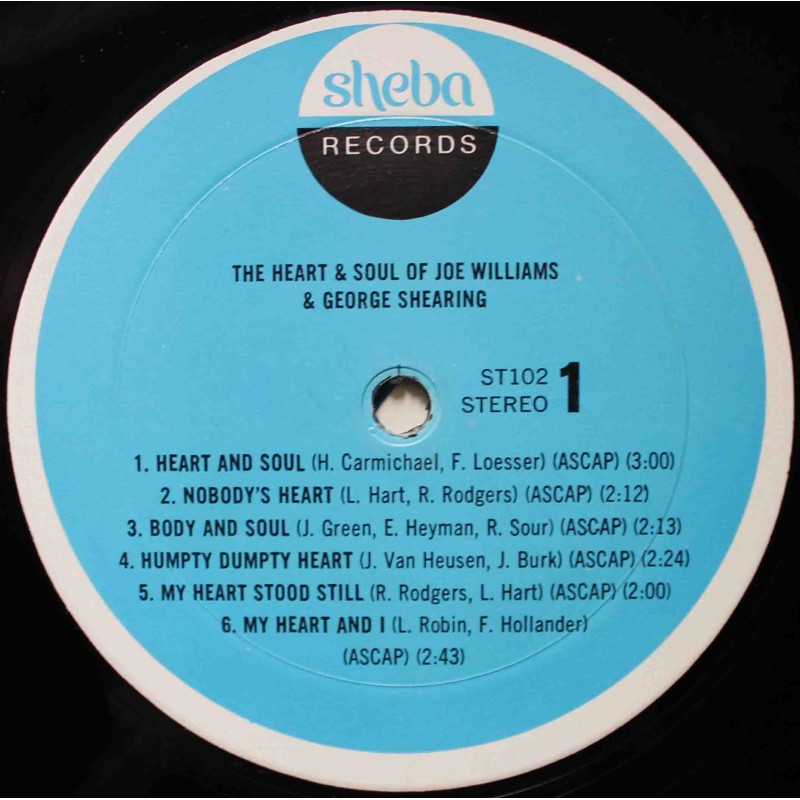 sheba
RECORDS
THE HEART & SOUL OF JOE WILLIAMS
& GEORGE SHEARING
ST102 1
STEREO
1. HEART AND SOUL (H. Carmichael, F. Loesser) (ASCAP) (3:00)
2. NOBODY'S HEART (L. Hart, R. Rodgers) (ASCAP) (2:12)
3. BODY AND SOUL (J. Green, E. Heyman, R. Sour) (ASCAP) (2:13)
4. HUMPTY DUMPTY HEART (J. Van Heusen, J. Burk) (ASCAP) (2:24)
5. MY HEART STOOD STILL (R. Rodgers, L. Hart) (ASCAP) (2:00)
6. MY HEART AND I (L. Robin, F. Hollander)
(ASCAP) (2:43)